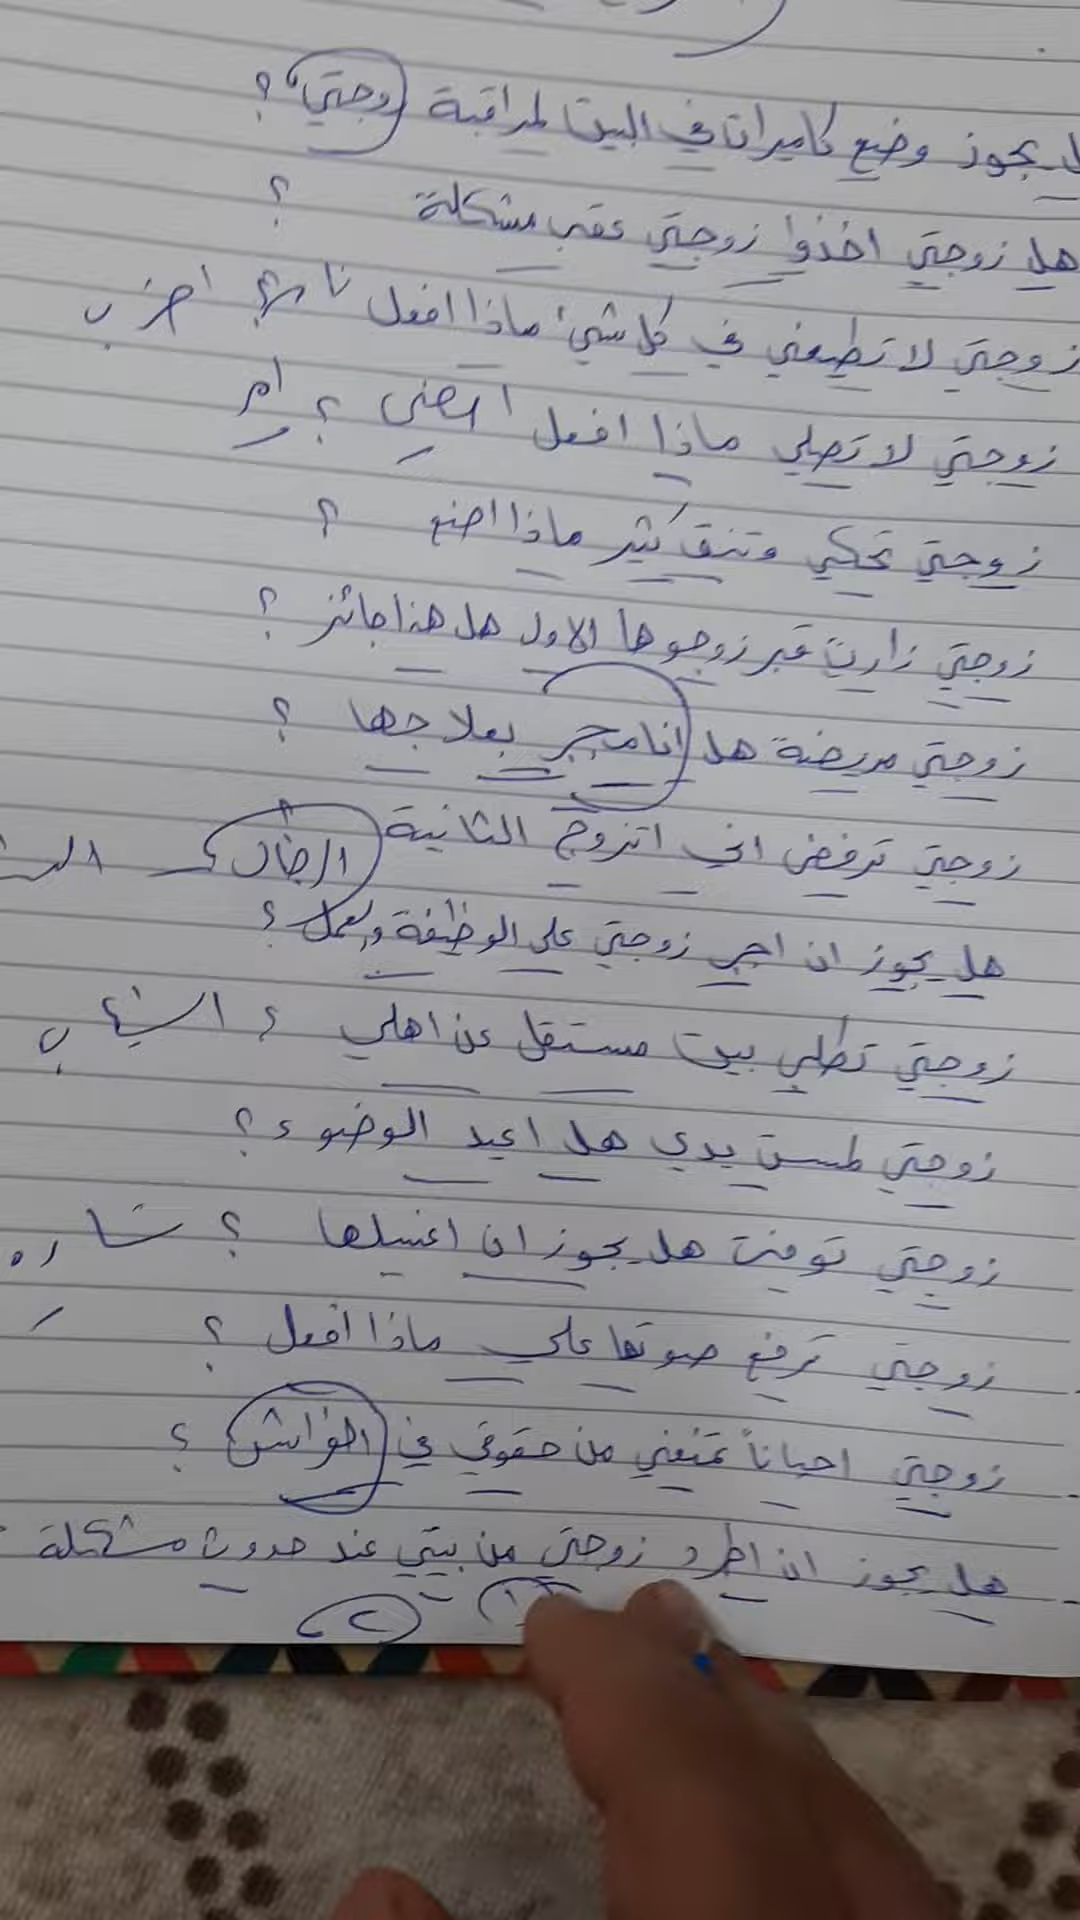 يجوز وضع كاميرات في البيت لمراقبة زوجتي ؟
هل زوجتي اخذوا زوجتي عقب مشكلة ؟
زوجتي لا تطيعني في كل شيء ماذا افعل ؟
زوجتي لا تصلي ماذا افعل ؟
زوجتي تحكي وتنق كثير ماذا اصنع ؟
زوجتي زارت قبر زوجوها الاول هل هذا جائز ؟
زوجتي مريضة هل انا مجبر بعلاجها ؟
زوجتي ترفض اني اتزوج الثانية
هل يجوز ان اجبر زوجتي على الوظيفة والعمل ؟
زوجتي تطلب بيت مستقل عن اهلي ؟
زوجتي لمست يدي هل اعيد الوضوء ؟
زوجتي توفت هل يجوز ان اغسلها ؟
زوجتي ترفع صوتها علي ماذا افعل ؟
زوجتي احياناً تمنعني من حقوقي في الفراش ؟
هل يجوز ان اطرد زوجتي من بيتي عند حدوث مشكلة